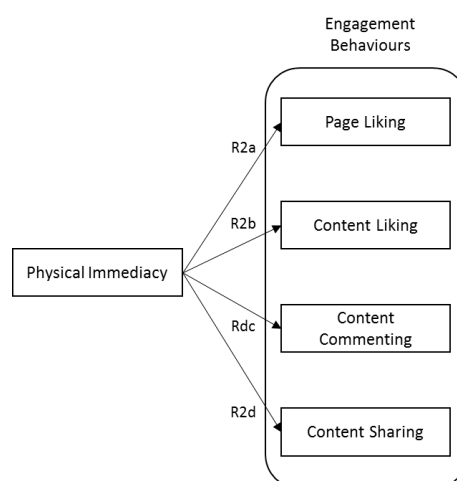 Engagement
Behaviours
Page Liking
R2a
R2b
Content Liking
Physical Immediacy
Rdc
Content
Commenting
R2d
Content Sharing